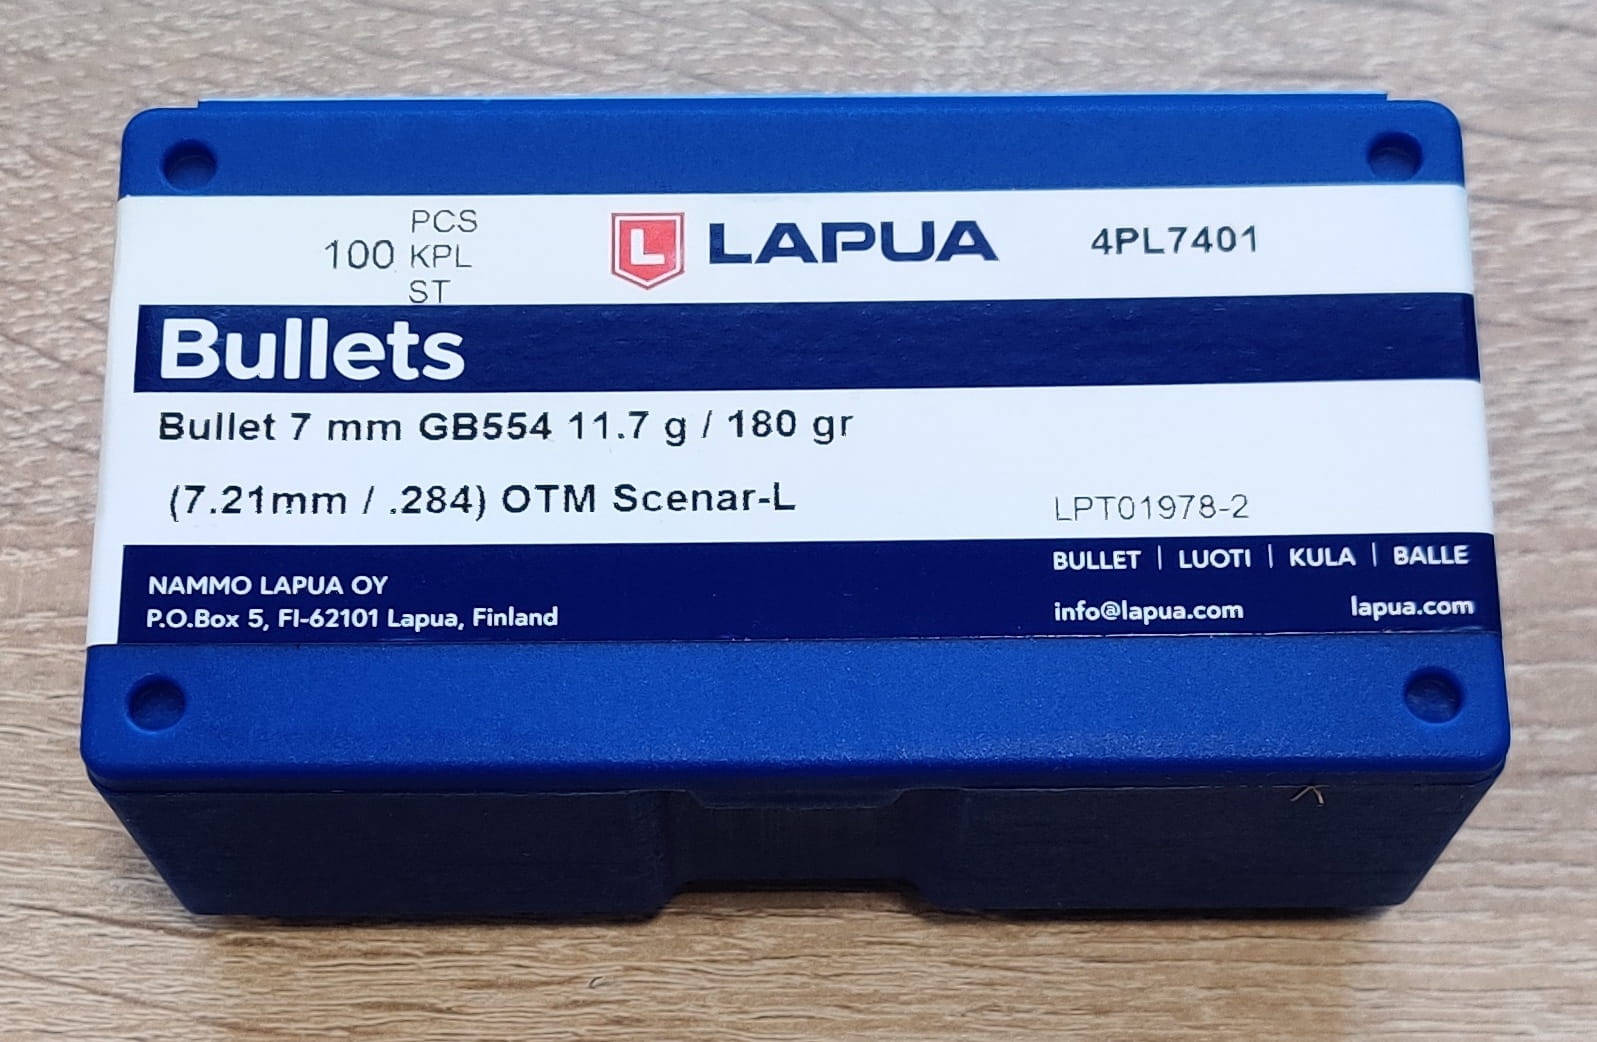 100 PCS
KPL
ST
L LAPUA
4PL7401
Bullets
Bullet 7 mm GB554 11.7 g / 180 gr
(7.21mm / .284) OTM Scenar-L
LPT01978-2
NAMMO LAPUA OY
P.O.Box 5, FI-62101 Lapua, Finland
BULLET | LUOTI | KULA | BALLE
info@lapua.com lapua.com